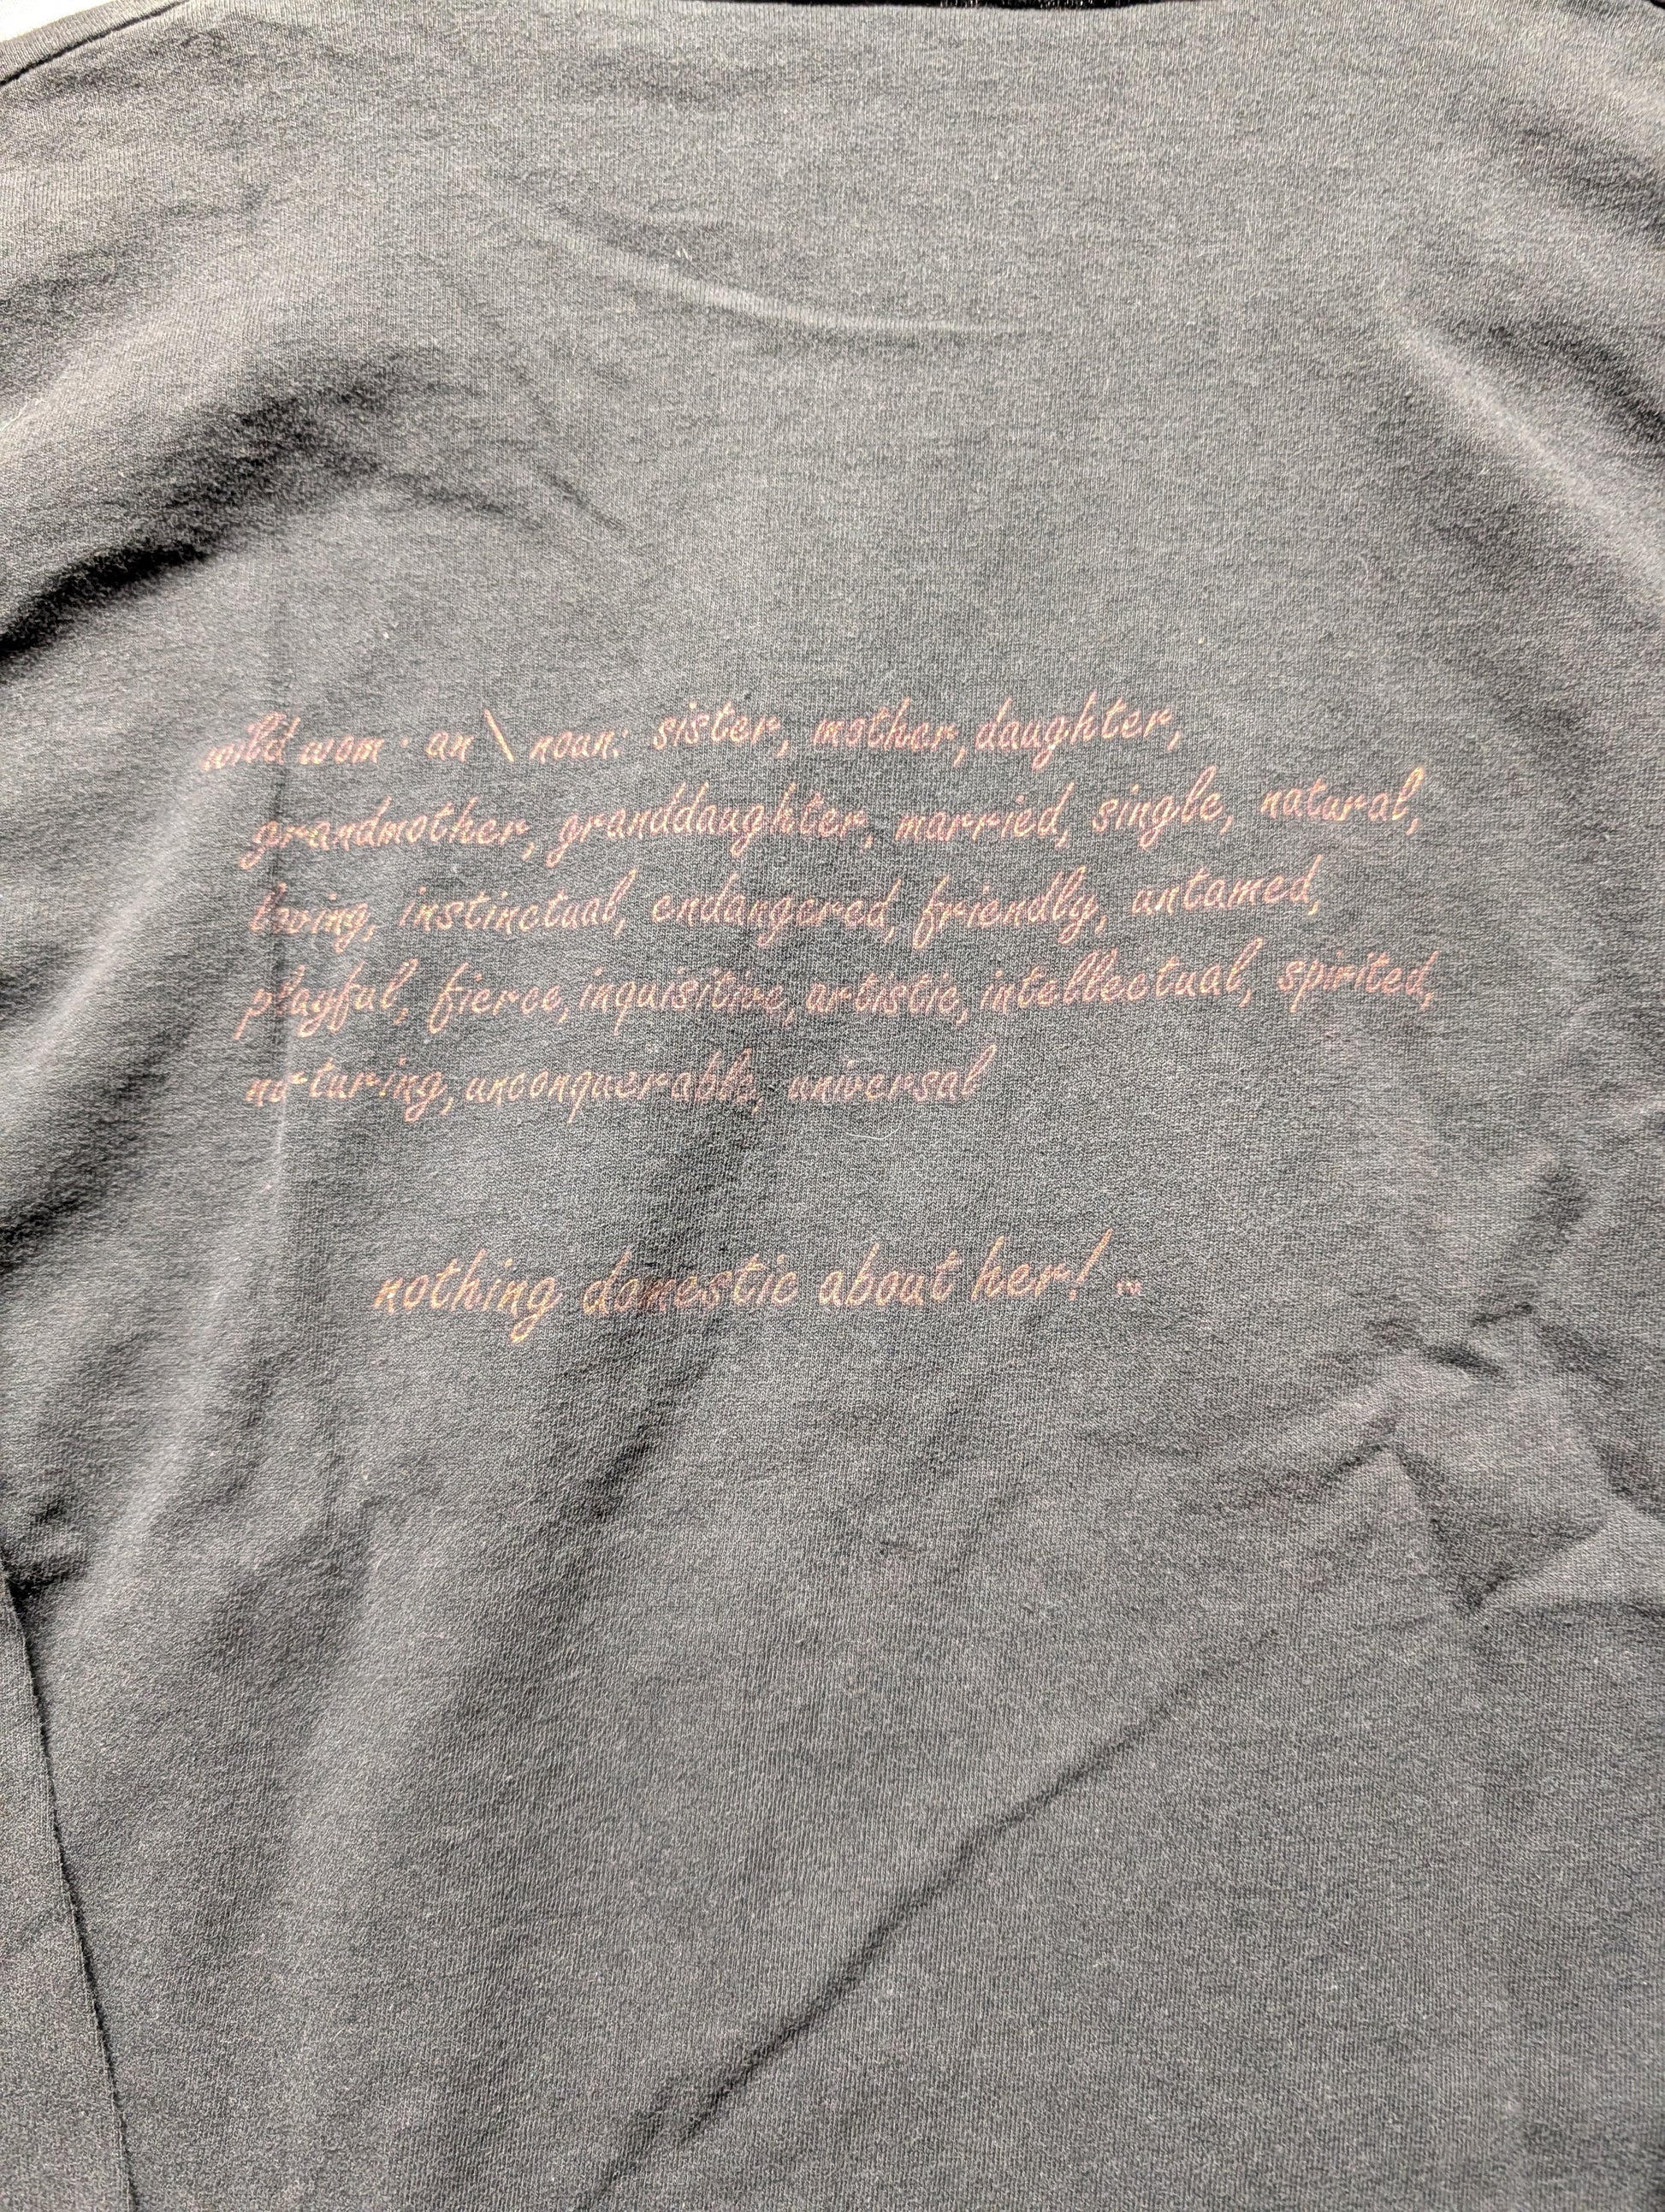 wild wom · an \ noun: sister, mother, daughter,
grandmother, granddaughter, married, single, natural,
loving, instinctual, endangered, friendly, untamed,
playful, fierce, inquisitive, artistic, intellectual, spirited,
nurturing, unconquerable, universal
nothing domestic about her! ™